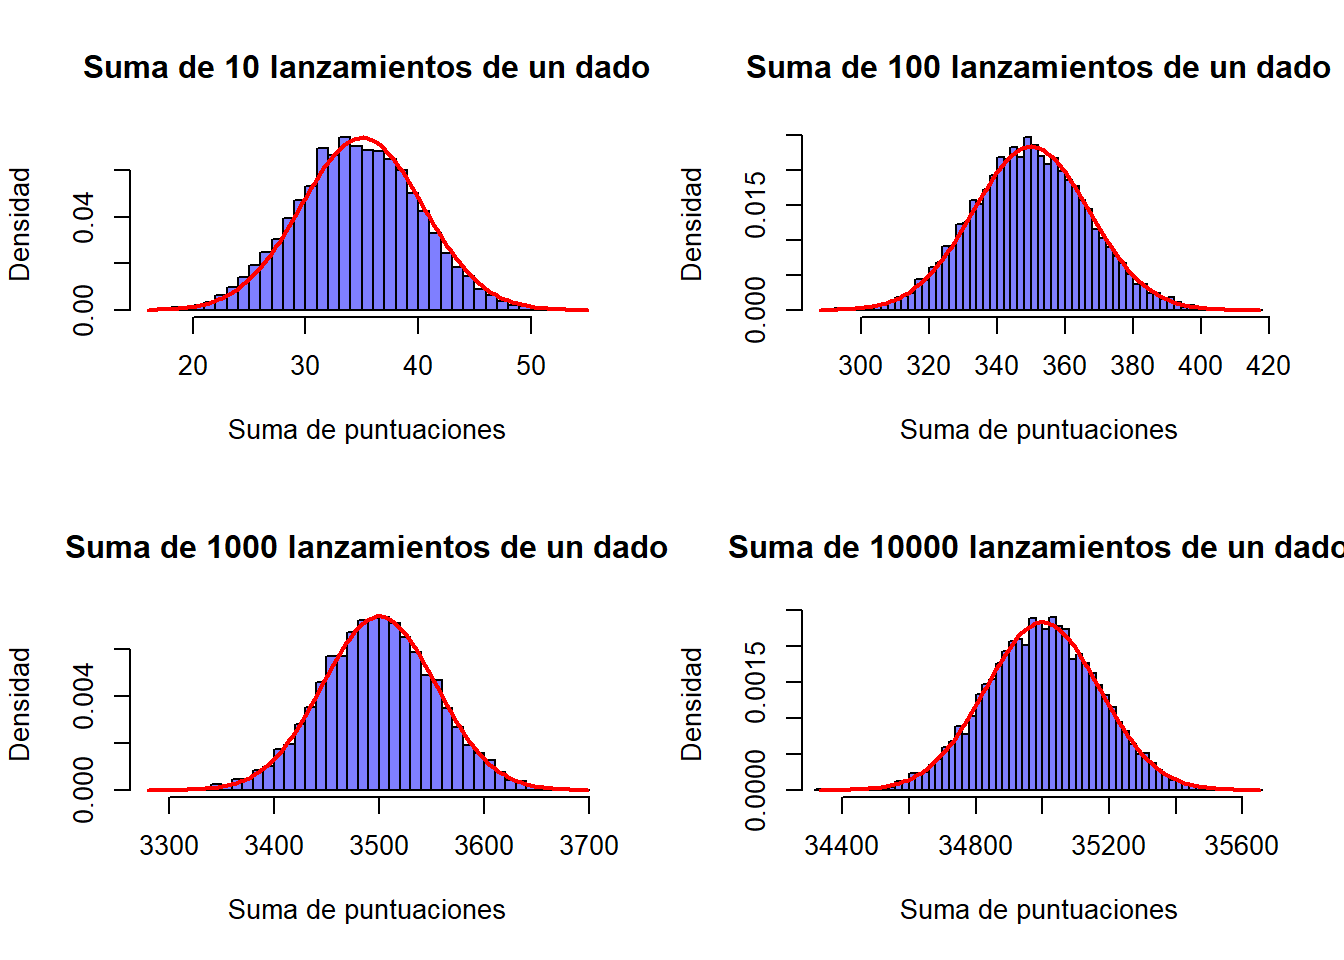 Suma de 10 lanzamientos de un dado
Densidad
0.00 0.04
20 30 40 50
Suma de puntuaciones
Suma de 100 lanzamientos de un dado
Densidad
0.000 0.015
300 320 340 360 380 400 420
Suma de puntuaciones
Suma de 1000 lanzamientos de un dado
Densidad
0.000 0.004
3300 3400 3500 3600 3700
Suma de puntuaciones
Suma de 10000 lanzamientos de un dado
Densidad
0.0000 0.0015
34400 34800 35200 35600
Suma de puntuaciones